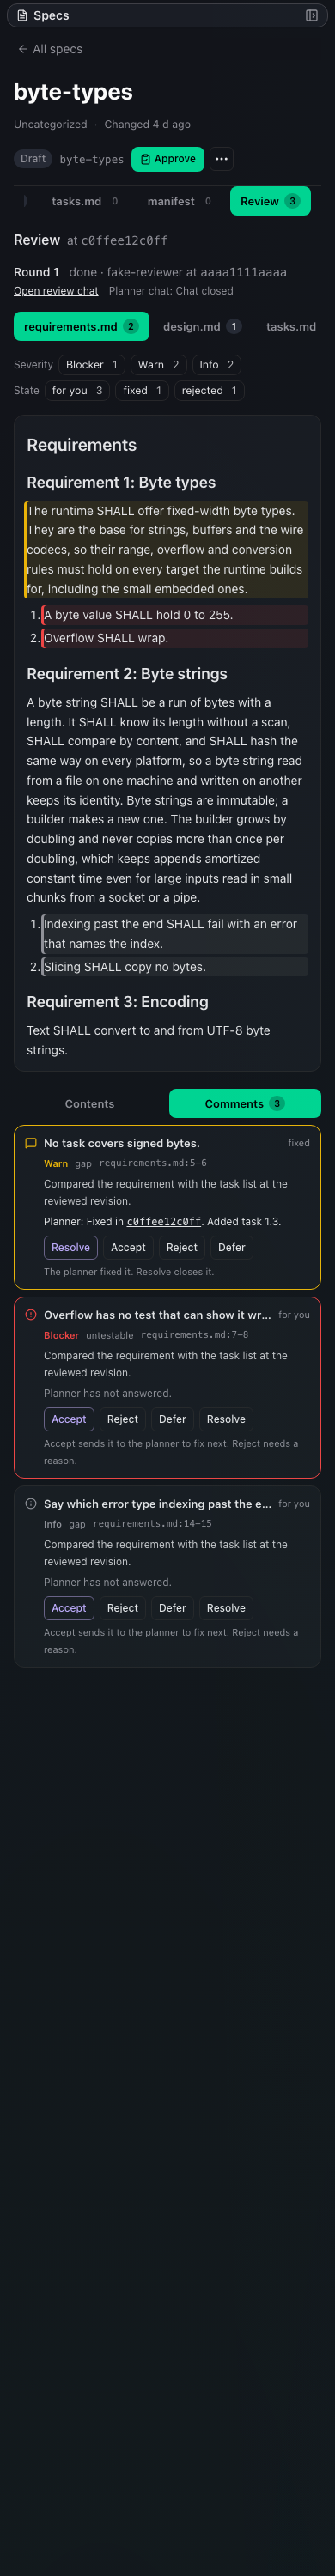 Specs
All specs
byte-types
Uncategorized · Changed 4 d ago
Draft byte-types Approve
tasks.md 0 manifest 0 Review 3
Review at c0ffee12c0ff
Round 1 done · fake-reviewer at aaaa1111aaaa
Open review chat Planner chat: Chat closed
requirements.md 2 design.md 1 tasks.md
Severity Blocker 1 Warn 2 Info 2
State for you 3 fixed 1 rejected 1
Requirements
Requirement 1: Byte types
The runtime SHALL offer fixed-width byte types.
They are the base for strings, buffers and the wire
codecs, so their range, overflow and conversion
rules must hold on every target the runtime builds
for, including the small embedded ones.
1. A byte value SHALL hold 0 to 255.
2. Overflow SHALL wrap.
Requirement 2: Byte strings
A byte string SHALL be a run of bytes with a
length. It SHALL know its length without a scan,
SHALL compare by content, and SHALL hash the
same way on every platform, so a byte string read
from a file on one machine and written on another
keeps its identity. Byte strings are immutable; a
builder makes a new one. The builder grows by
doubling and never copies more than once per
doubling, which keeps appends amortized
constant time even for large inputs read in small
chunks from a socket or a pipe.
1. Indexing past the end SHALL fail with an error
that names the index.
2. Slicing SHALL copy no bytes.
Requirement 3: Encoding
Text SHALL convert to and from UTF-8 byte
strings.
Contents Comments 3
No task covers signed bytes. fixed
Warn gap requirements.md:5-6
Compared the requirement with the task list at the
reviewed revision.
Planner: Fixed in c0ffee12c0ff. Added task 1.3.
Resolve Accept Reject Defer
The planner fixed it. Resolve closes it.
Overflow has no test that can show it wr... for you
Blocker untestable requirements.md:7-8
Compared the requirement with the task list at the
reviewed revision.
Planner has not answered.
Accept Reject Defer Resolve
Accept sends it to the planner to fix next. Reject needs a
reason.
Say which error type indexing past the e... for you
Info gap requirements.md:14-15
Compared the requirement with the task list at the
reviewed revision.
Planner has not answered.
Accept Reject Defer Resolve
Accept sends it to the planner to fix next. Reject needs a
reason.